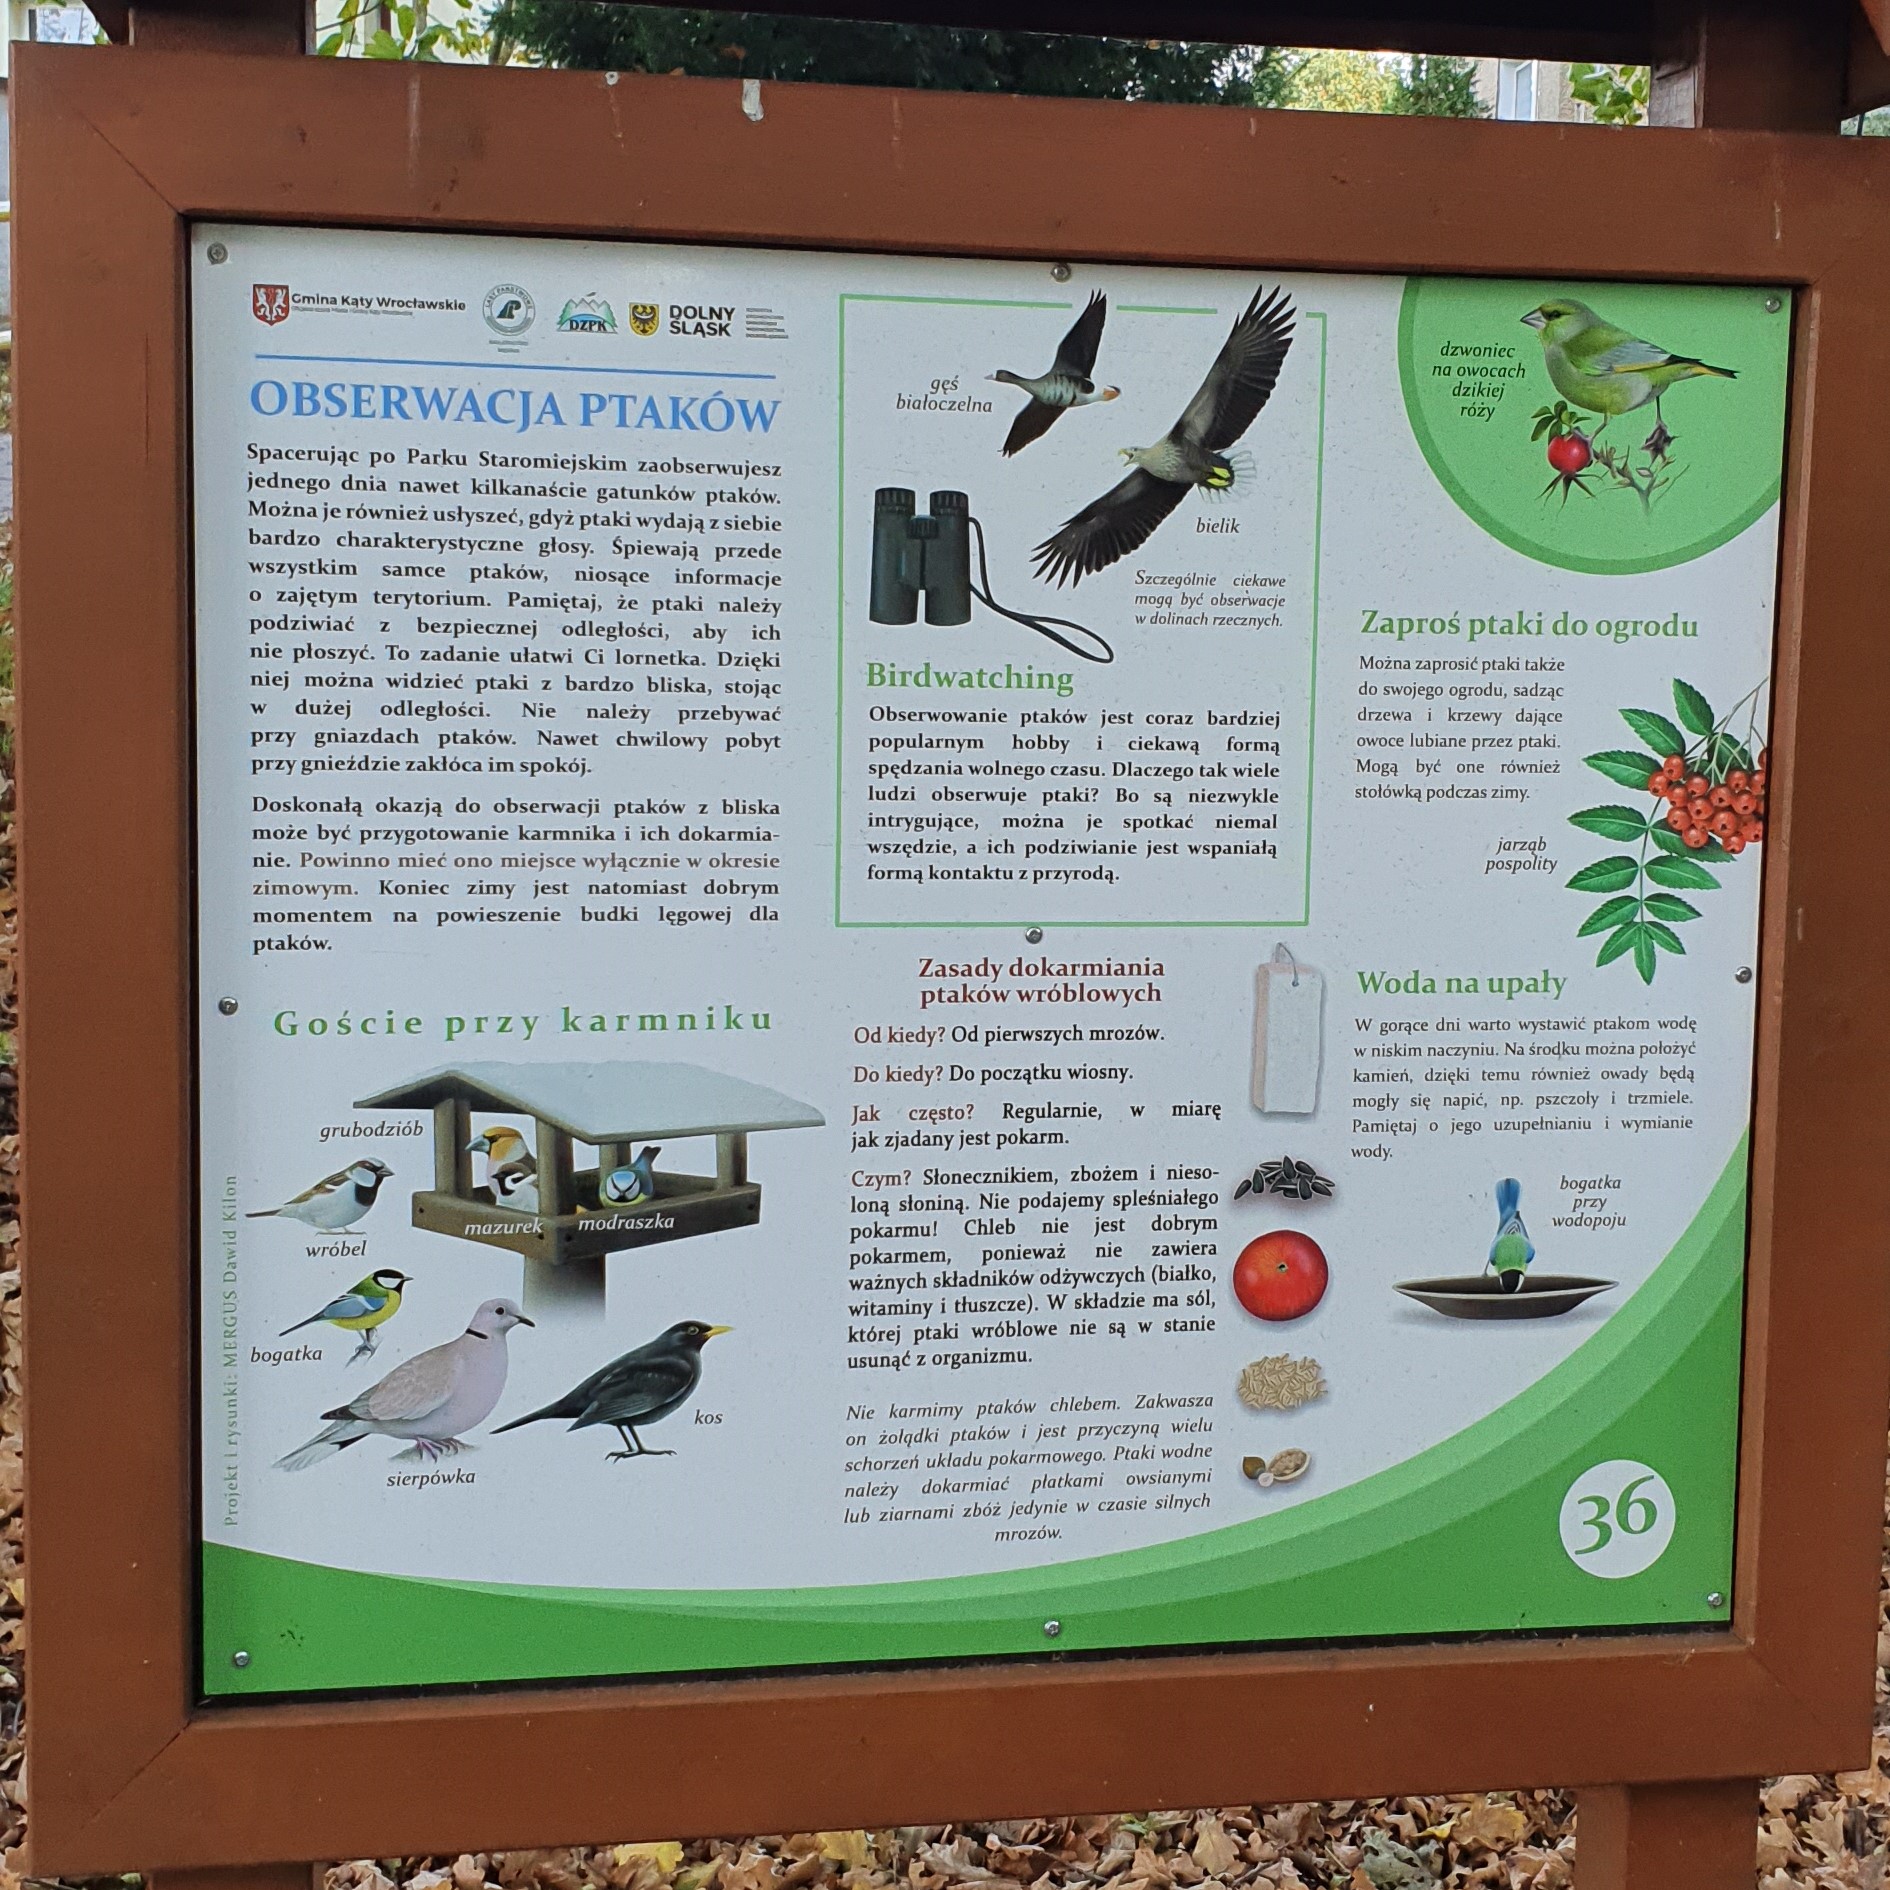 Gmina Kąty Wrocławskie
LASY PAŃSTWOWE
DZPK
DOLNY
ŚLĄSK
OBSERWACJA PTAKÓW
Spacerując po Parku Staromiejskim zaobserwujesz
jednego dnia nawet kilkanaście gatunków ptaków.
Można je również usłyszeć, gdyż ptaki wydają z siebie
bardzo charakterystyczne głosy. Śpiewają przede
wszystkim samce ptaków, niosące informacje
o zajętym terytorium. Pamiętaj, że ptaki należy
podziwiać z bezpiecznej odległości, aby ich
nie płoszyć. To zadanie ułatwi Ci lornetka. Dzięki
niej można widzieć ptaki z bardzo bliska, stojąc
w dużej odległości. Nie należy przebywać
przy gniazdach ptaków. Nawet chwilowy pobyt
przy gnieździe zakłóca im spokój.
Doskonałą okazją do obserwacji ptaków z bliska
może być przygotowanie karmnika i ich dokarmia-
nie. Powinno mieć ono miejsce wyłącznie w okresie
zimowym. Koniec zimy jest natomiast dobrym
momentem na powieszenie budki lęgowej dla
ptaków.
Goście przy karmniku
grubodziób
mazurek
modraszka
wróbel
bogatka
sierpówka
kos
Projekt i rysunki: MERGUS Dawid Kilon
gęś
białoczelna
bielik
Szczególnie ciekawe
mogą być obserwacje
w dolinach rzecznych.
Birdwatching
Obserwowanie ptaków jest coraz bardziej
popularnym hobby i ciekawą formą
spędzania wolnego czasu. Dlaczego tak wiele
ludzi obserwuje ptaki? Bo są niezwykle
intrygujące, można je spotkać niemal
wszędzie, a ich podziwianie jest wspaniałą
formą kontaktu z przyrodą.
Zasady dokarmiania
ptaków wróblowych
Od kiedy? Od pierwszych mrozów.
Do kiedy? Do początku wiosny.
Jak często? Regularnie, w miarę
jak zjadany jest pokarm.
Czym? Słonecznikiem, zbożem i nieso-
loną słoniną. Nie podajemy spleśniałego
pokarmu! Chleb nie jest dobrym
pokarmem, ponieważ nie zawiera
ważnych składników odżywczych (białko,
witaminy i tłuszcze). W składzie ma sól,
której ptaki wróblowe nie są w stanie
usunąć z organizmu.
Nie karmimy ptaków chlebem. Zakwasza
on żołądki ptaków i jest przyczyną wielu
schorzeń układu pokarmowego. Ptaki wodne
należy dokarmiać płatkami owsianymi
lub ziarnami zbóż jedynie w czasie silnych
mrozów.
dzwoniec
na owocach
dzikiej
róży
Zaproś ptaki do ogrodu
Można zaprosić ptaki także
do swojego ogrodu, sadząc
drzewa i krzewy dające
owoce lubiane przez ptaki.
Mogą być one również
stołówką podczas zimy.
jarząb
pospolity
Woda na upały
W gorące dni warto wystawić ptakom wodę
w niskim naczyniu. Na środku można położyć
kamień, dzięki temu również owady będą
mogły się napić, np. pszczoły i trzmiele.
Pamiętaj o jego uzupełnianiu i wymianie
wody.
bogatka
przy
wodopoju
36